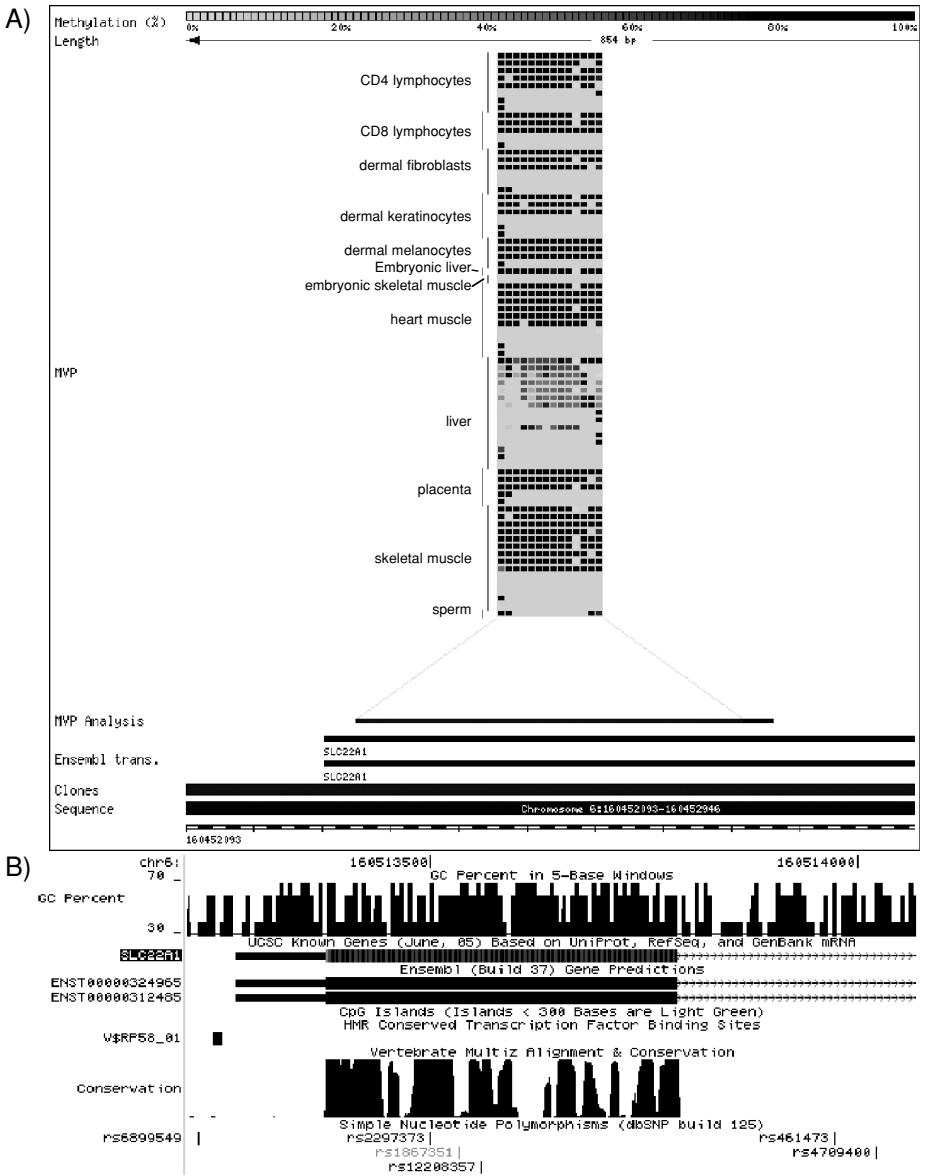 A)
Methylation (%)
0% 20% 40% 60% 80% 100%
Length
854 bp
CD4 lymphocytes
CD8 lymphocytes
dermal fibroblasts
dermal keratinocytes
dermal melanocytes
Embryonic liver
embryonic skeletal muscle
heart muscle
MVP
liver
placenta
skeletal muscle
sperm
MVP Analysis
SLC22A1
Ensembl trans.
SLC22A1
Clones
Sequence
Chromosome 6:160452093-160452946
160452093
B)
chr6: 160513500 160514000
70 GC Percent in 5-Base Windows
GC Percent
30
UCSC Known Genes (June, 05) Based on UniProt, RefSeq, and GenBank mRNA
SLC22A1
Ensembl (Build 37) Gene Predictions
ENST00000324965
ENST00000312485
CpG Islands (Islands < 300 Bases are Light Green)
HMR Conserved Transcription Factor Binding Sites
V$RP58_01
Vertebrate Multiz Alignment & Conservation
Conservation
Simple Nucleotide Polymorphisms (dbSNP build 125)
rs6899549 rs2297373 rs461473
rs1867351 rs4709400
rs12208357